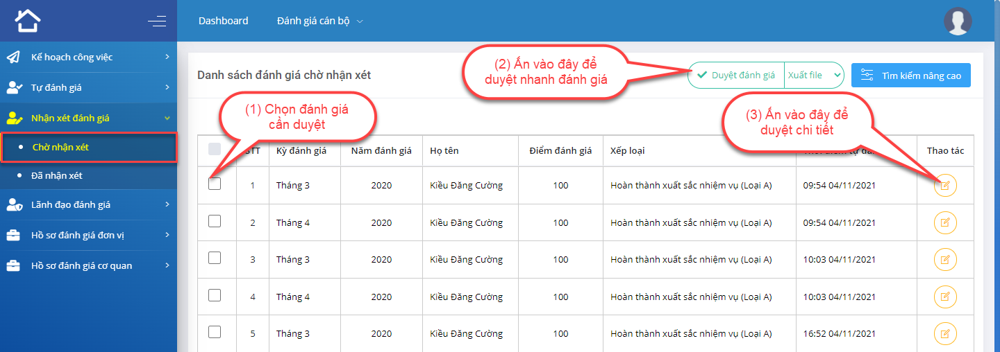 Dashboard
Đánh giá cán bộ
Kế hoạch công việc
Tự đánh giá
Nhận xét đánh giá
Chờ nhận xét
Đã nhận xét
Lãnh đạo đánh giá
Hồ sơ đánh giá đơn vị
Hồ sơ đánh giá cơ quan
Danh sách đánh giá chờ nhận xét
(2) Ấn vào đây để
duyệt nhanh đánh giá
Duyệt đánh giá
Xuất file
Tìm kiếm nâng cao
(1) Chọn đánh giá
cần duyệt
(3) Ấn vào đây để
duyệt chi tiết
STT Kỳ đánh giá Năm đánh giá Họ tên Điểm đánh giá Xếp loại Thao tác
1 Tháng 3 2020 Kiều Đăng Cường 100 Hoàn thành xuất sắc nhiệm vụ (Loại A) 09:54 04/11/2021
2 Tháng 4 2020 Kiều Đăng Cường 100 Hoàn thành xuất sắc nhiệm vụ (Loại A) 09:54 04/11/2021
3 Tháng 3 2020 Kiều Đăng Cường 100 Hoàn thành xuất sắc nhiệm vụ (Loại A) 10:03 04/11/2021
4 Tháng 4 2020 Kiều Đăng Cường 100 Hoàn thành xuất sắc nhiệm vụ (Loại A) 10:03 04/11/2021
5 Tháng 3 2020 Kiều Đăng Cường 100 Hoàn thành xuất sắc nhiệm vụ (Loại A) 16:52 04/11/2021